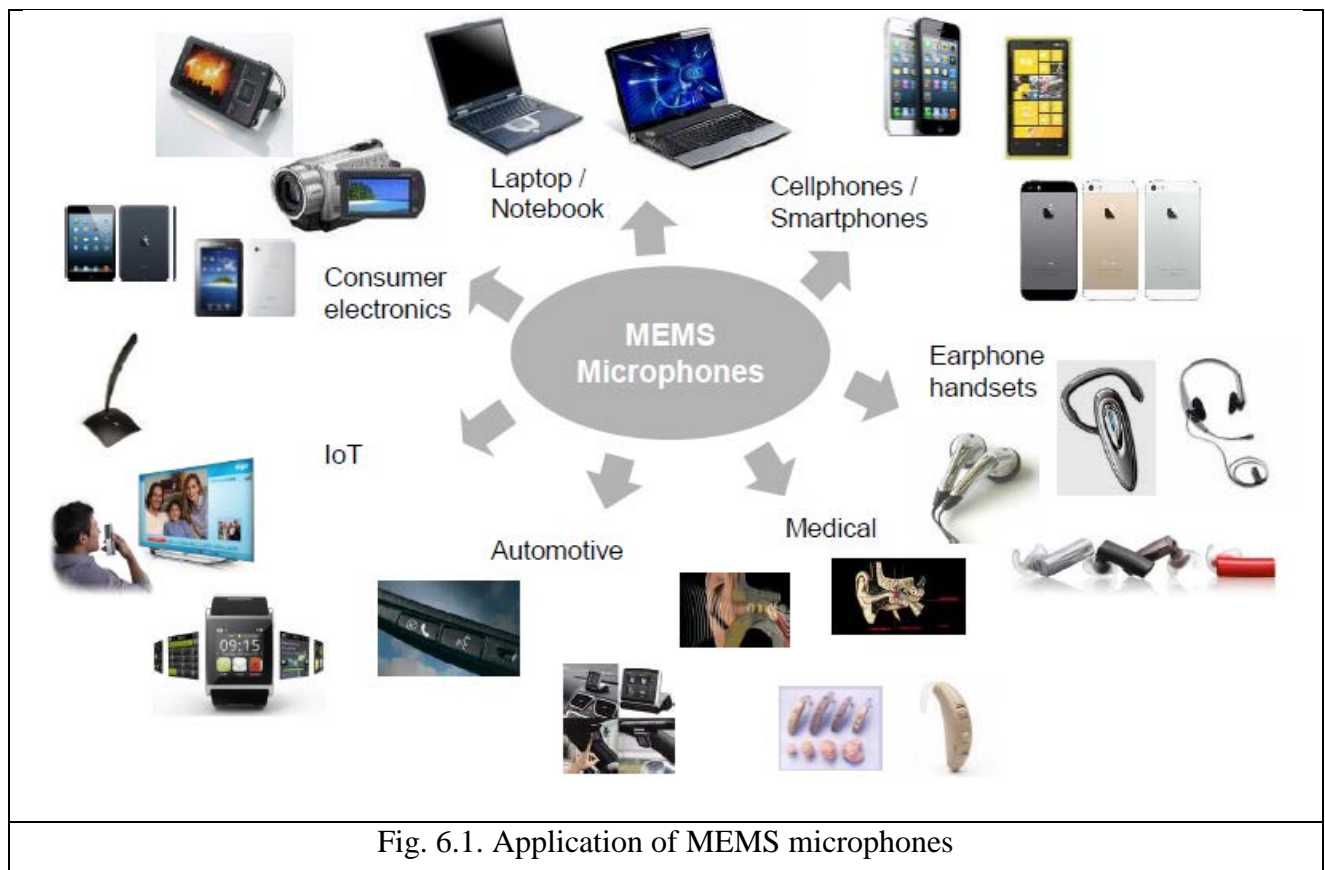 Laptop /
Notebook
Cellphones /
Smartphones
Consumer
electronics
MEMS
Microphones
Earphone
handsets
IoT
Automotive
Medical
09:15
Fig. 6.1. Application of MEMS microphones